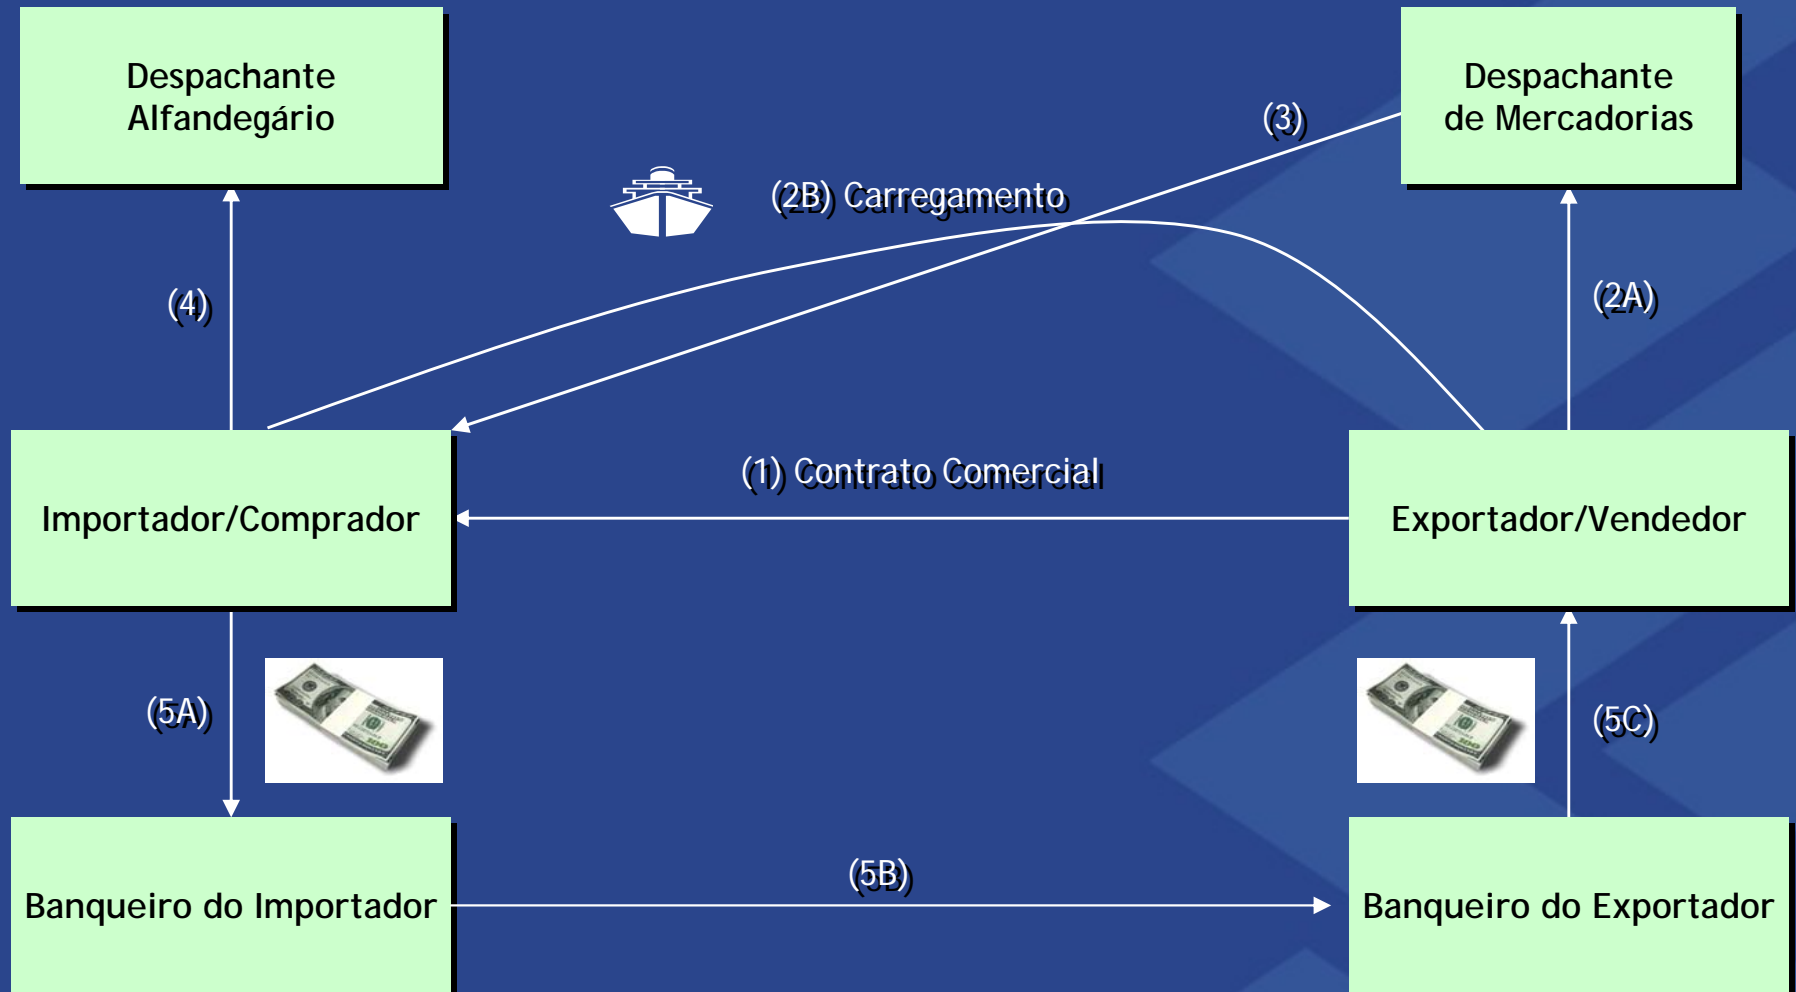 Despachante
Alfandegário
Despachante
de Mercadorias
(3)
(2B) Carregamento
(4)
(2A)
(1) Contrato Comercial
Importador/Comprador
Exportador/Vendedor
(5A)
(5C)
(5B)
Banqueiro do Importador
Banqueiro do Exportador